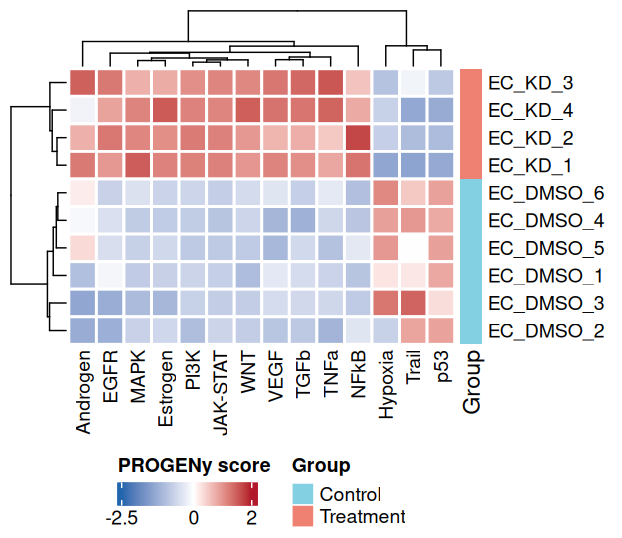 EC_KD_3
EC_KD_4
EC_KD_2
EC_KD_1
EC_DMSO_6
EC_DMSO_4
EC_DMSO_5
EC_DMSO_1
EC_DMSO_3
EC_DMSO_2
Androgen
EGFR
MAPK
Estrogen
PI3K
JAK-STAT
WNT
VEGF
TGFb
TNFa
NFkB
Hypoxia
Trail
p53
Group
PROGENy score
-2.5 0 2
Group
Control
Treatment